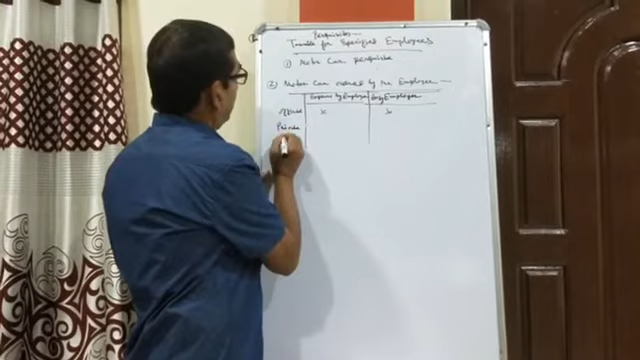 Perquisites —
Taxable for Specified Employees
① Motor Car Perquisite
② Motor Car owned by the Employee —
Expenses by Employer | by Employee
Official x x
Private